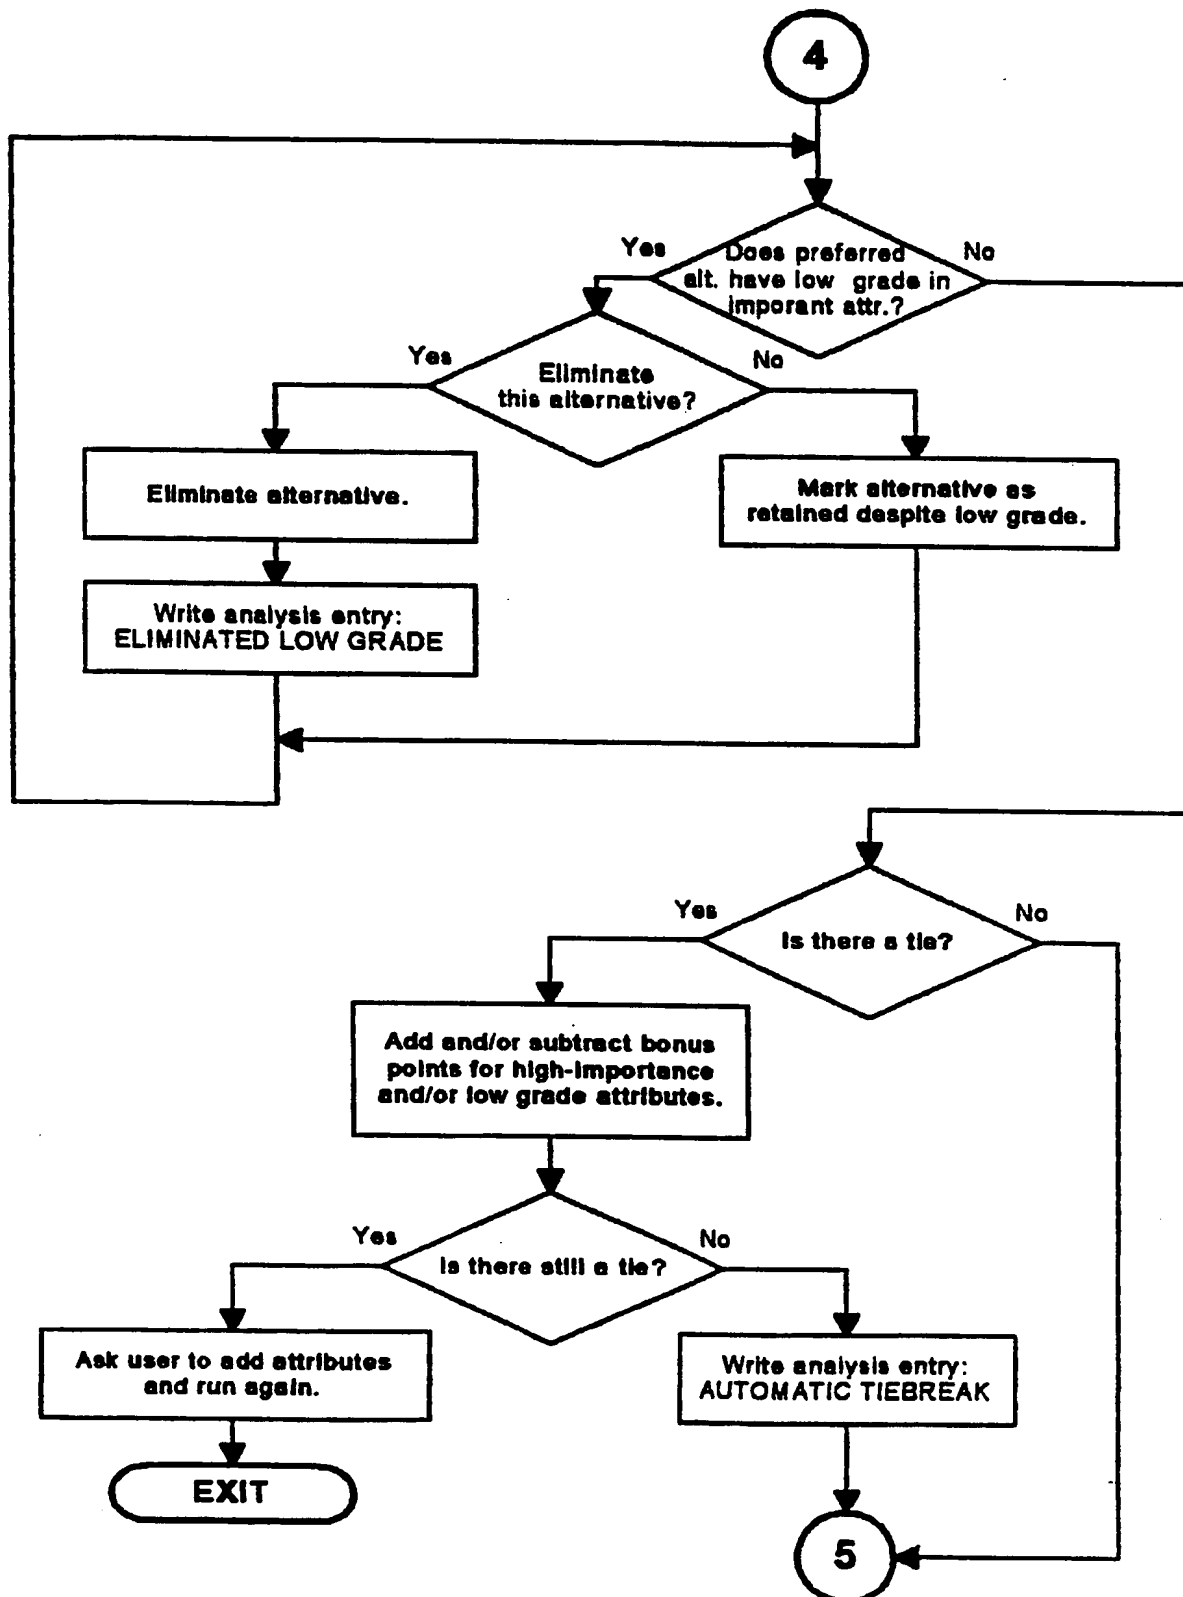 4
Yes
No
Does preferred
alt. have low grade in
imporant attr.?
Yes
No
Eliminate
this alternative?
Eliminate alternative.
Mark alternative as
retained despite low grade.
Write analysis entry:
ELIMINATED LOW GRADE
Yes
No
Is there a tie?
Add and/or subtract bonus
points for high-importance
and/or low grade attributes.
Yes
No
Is there still a tie?
Ask user to add attributes
and run again.
Write analysis entry:
AUTOMATIC TIEBREAK
EXIT
5